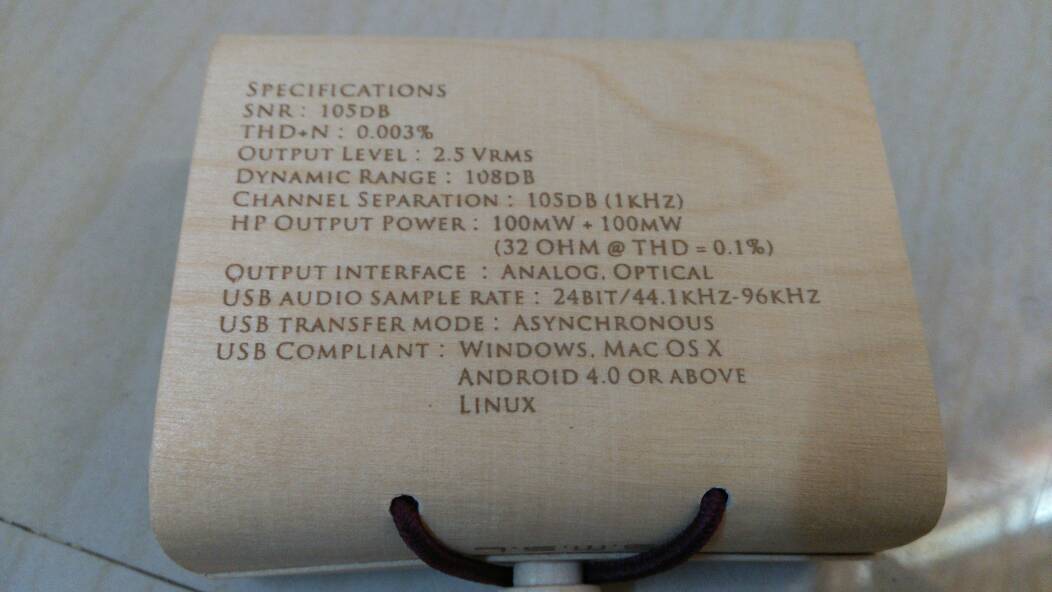 SPECIFICATIONS
SNR : 105DB
THD+N : 0.003%
OUTPUT LEVEL : 2.5 VRMS
DYNAMIC RANGE : 108DB
CHANNEL SEPARATION : 105DB (1KHZ)
HP OUTPUT POWER : 100MW + 100MW
(32 OHM @ THD = 0.1%)
OUTPUT INTERFACE : ANALOG, OPTICAL
USB AUDIO SAMPLE RATE : 24BIT/44.1KHZ-96KHZ
USB TRANSFER MODE : ASYNCHRONOUS
USB COMPLIANT : WINDOWS, MAC OS X
ANDROID 4.0 OR ABOVE
LINUX